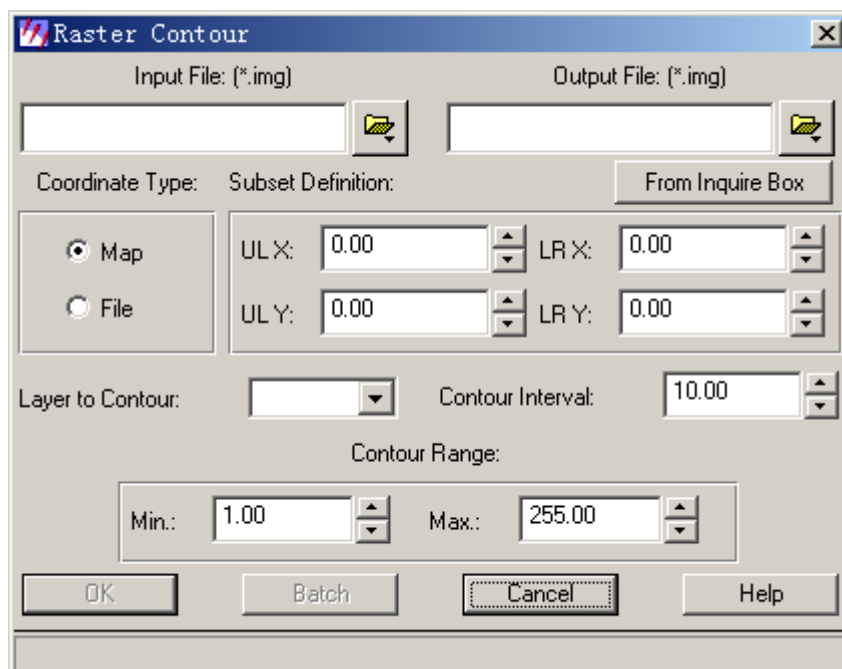 Raster Contour
Input File: (*.img) Output File: (*.img)
Coordinate Type: Subset Definition: From Inquire Box
Map UL X: 0.00 LR X: 0.00
File UL Y: 0.00 LR Y: 0.00
Layer to Contour: Contour Interval: 10.00
Contour Range:
Min.: 1.00 Max.: 255.00
OK Batch Cancel Help